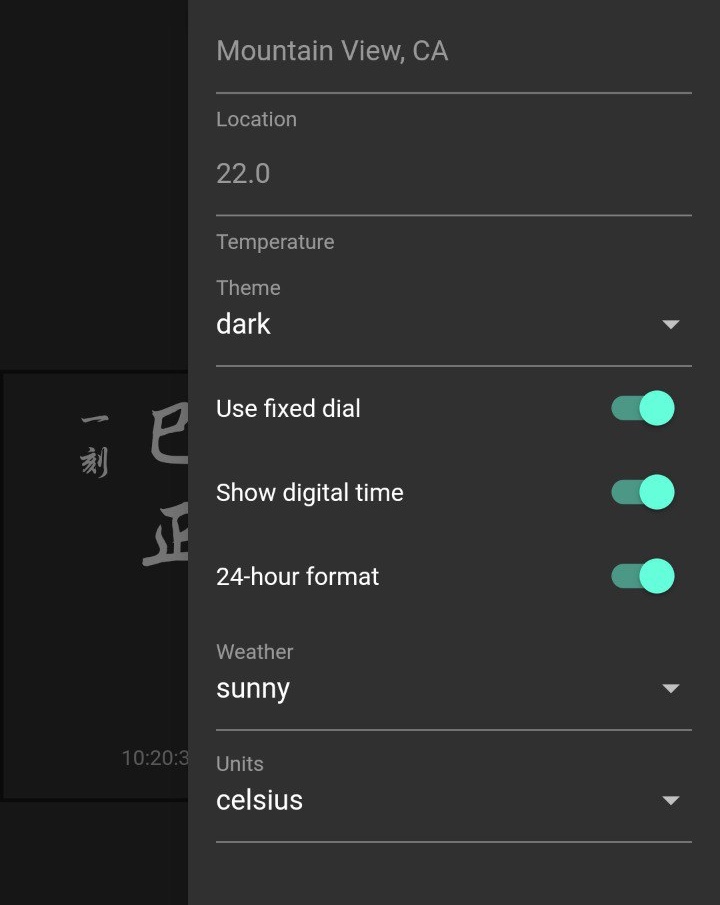 巳正
一刻
10:20:3
Mountain View, CA
Location
22.0
Temperature
Theme
dark
Use fixed dial
Show digital time
24-hour format
Weather
sunny
Units
celsius